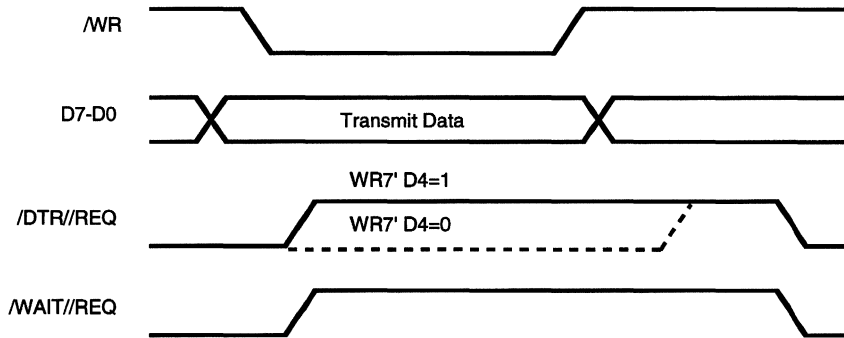 /WR
D7-D0
Transmit Data
WR7' D4=1
/DTR//REQ
WR7' D4=0
/WAIT//REQ